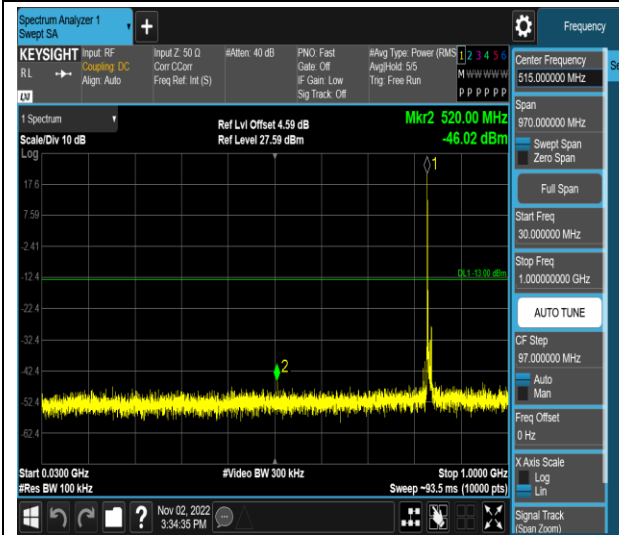 Spectrum Analyzer 1
Swept SA
+
Frequency
KEYSIGHT
RL
LXI
Input: RF
Coupling: DC
Align: Auto
Input Z: 50 Ω
Corr CCorr
Freq Ref: Int (S)
#Atten: 40 dB
PNO: Fast
Gate: Off
IF Gain: Low
Sig Track: Off
#Avg Type: Power (RMS
Avg|Hold: 5/5
Trig: Free Run
1 2 3 4 5 6
M W W W W W
P P P P P P
1 Spectrum
Scale/Div 10 dB
Log
Ref Lvl Offset 4.59 dB
Ref Level 27.59 dBm
Mkr2 520.00 MHz
-46.02 dBm
1
17.6
7.59
-2.41
-12.4
DL1 -13.00 dBm
-22.4
-32.4
-42.4
2
-52.4
-62.4
Start 0.0300 GHz
#Res BW 100 kHz
#Video BW 300 kHz
Stop 1.0000 GHz
Sweep ~93.5 ms (10000 pts)
Nov 02, 2022
3:34:35 PM
?
Center Frequency
515.000000 MHz
Se
Span
970.000000 MHz
Swept Span
Zero Span
Full Span
Start Freq
30.000000 MHz
Stop Freq
1.000000000 GHz
AUTO TUNE
CF Step
97.000000 MHz
Auto
Man
Freq Offset
0 Hz
X Axis Scale
Log
Lin
Signal Track
(Span Zoom)